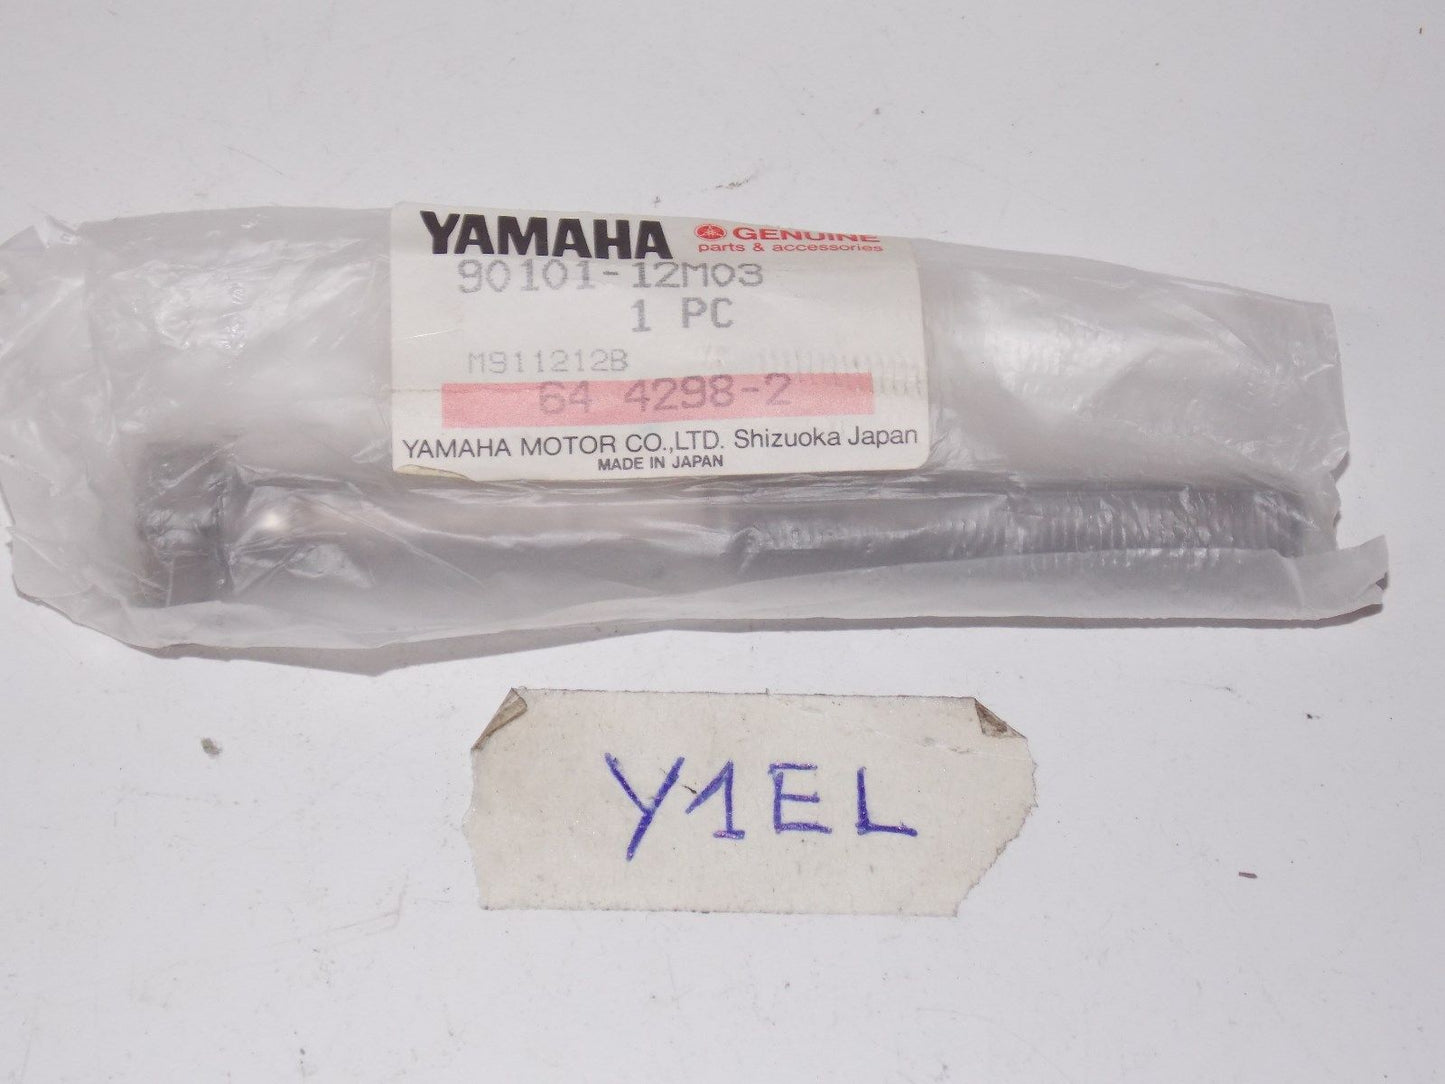 YAMAHA GENUINE
parts & accessories
90101-12M03
1 PC
M911212B
64 4298-2
YAMAHA MOTOR CO.,LTD. Shizuoka Japan
MADE IN JAPAN
Y1EL